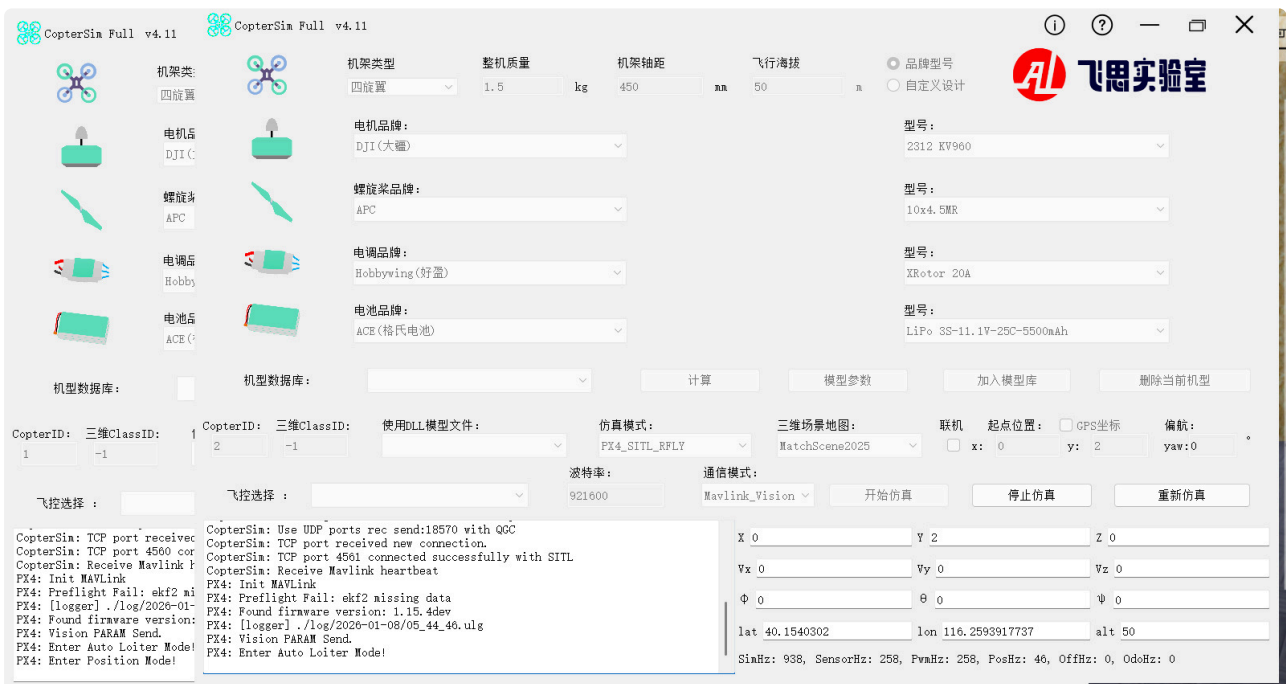 CopterSim Full v4.11
CopterSim Full v4.11
飞思实验室
机架类
四旋翼
电机品
DJI(
螺旋桨
APC
电调品
Hobby
电池品
ACE(
机型数据库：
CopterID: 三维ClassID:
1 -1
飞控选择 ：
CopterSim: TCP port received
CopterSim: TCP port 4560 con
CopterSim: Receive Mavlink h
PX4: Init MAVLink
PX4: Preflight Fail: ekf2 mi
PX4: [logger] ./log/2026-01-
PX4: Found firmware version:
PX4: Vision PARAM Send.
PX4: Enter Auto Loiter Mode!
PX4: Enter Position Mode!
机架类型 整机质量 机架轴距 飞行海拔 品牌型号
四旋翼 1.5 kg 450 mm 50 m 自定义设计
电机品牌： 型号：
DJI(大疆) 2312 KV960
螺旋桨品牌： 型号：
APC 10x4.5MR
电调品牌： 型号：
Hobbywing(好盈) XRotor 20A
电池品牌： 型号：
ACE(格氏电池) LiPo 3S-11.1V-25C-5500mAh
机型数据库： 计算 模型参数 加入模型库 删除当前机型
CopterID: 三维ClassID: 使用DLL模型文件： 仿真模式： 三维场景地图： 联机 起点位置： GPS坐标 偏航：
2 -1 PX4_SITL_RFLY MatchScene2025 x: 0 y: 2 yaw:0 °
波特率： 通信模式：
飞控选择 ： 921600 Mavlink_Vision 开始仿真 停止仿真 重新仿真
CopterSim: Use UDP ports rec send:18570 with QGC
CopterSim: TCP port received new connection.
CopterSim: TCP port 4561 connected successfully with SITL
CopterSim: Receive Mavlink heartbeat
PX4: Init MAVLink
PX4: Preflight Fail: ekf2 missing data
PX4: Found firmware version: 1.15.4dev
PX4: [logger] ./log/2026-01-08/05_44_46.ulg
PX4: Vision PARAM Send.
PX4: Enter Auto Loiter Mode!
X 0 Y 2 Z 0
Vx 0 Vy 0 Vz 0
Φ 0 θ 0 ψ 0
lat 40.1540302 lon 116.2593917737 alt 50
SimHz: 938, SensorHz: 258, PwmHz: 258, PosHz: 46, OffHz: 0, OdoHz: 0